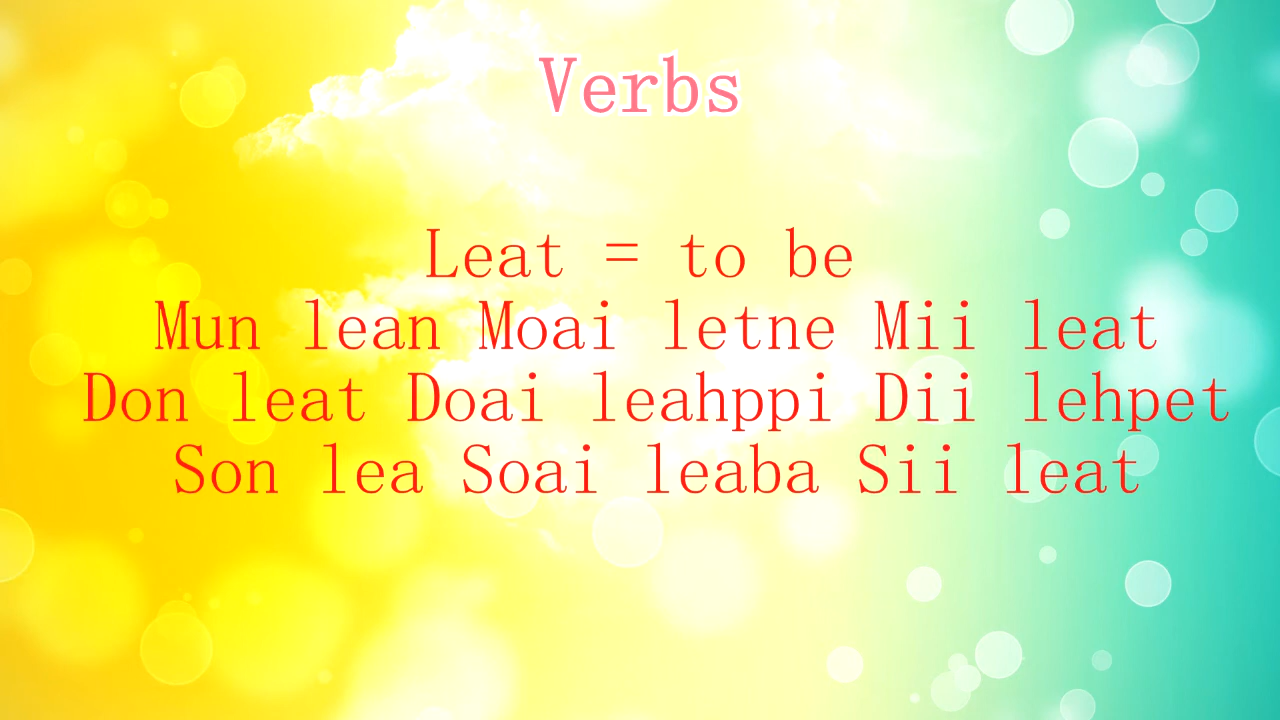 Verbs
Leat = to be
Mun lean Moai letne Mii leat
Don leat Doai leahppi Dii lehpet
Son lea Soai leaba Sii leat